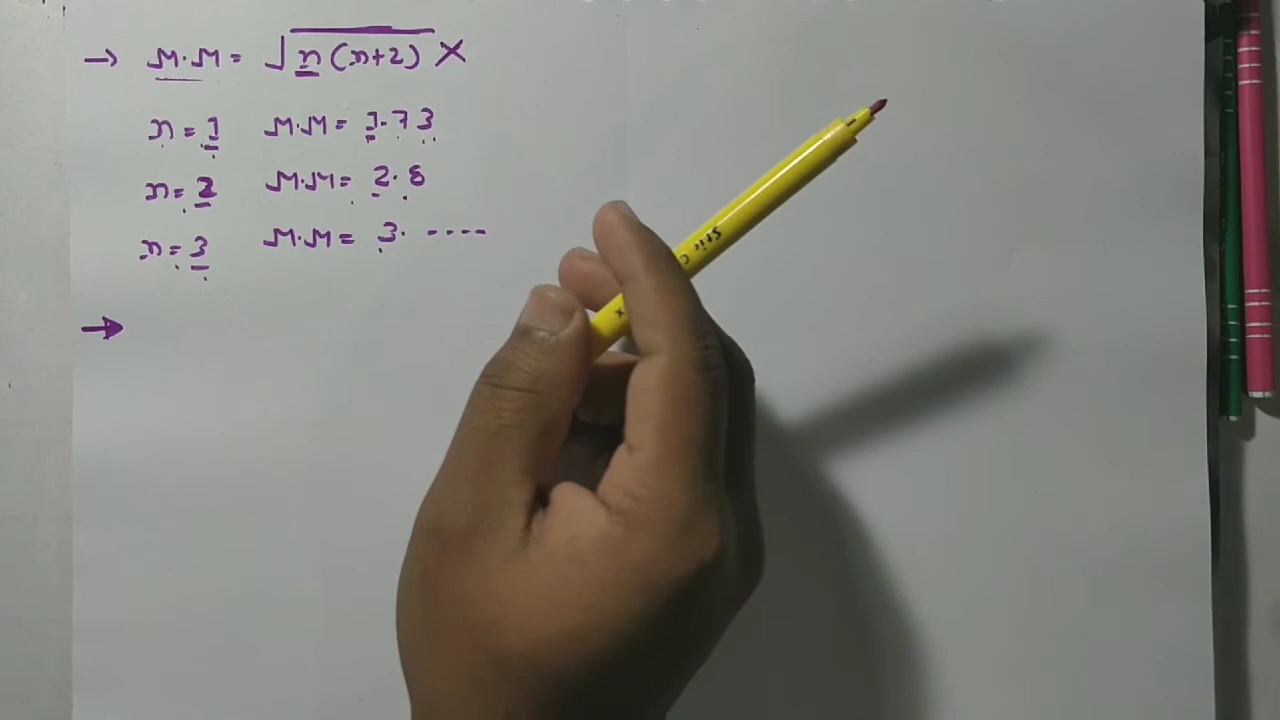 → M.M = √n(n+2) X
n = 1 M.M = 1.73
n = 2 M.M = 2.8
n = 3 M.M = 3. ----
→